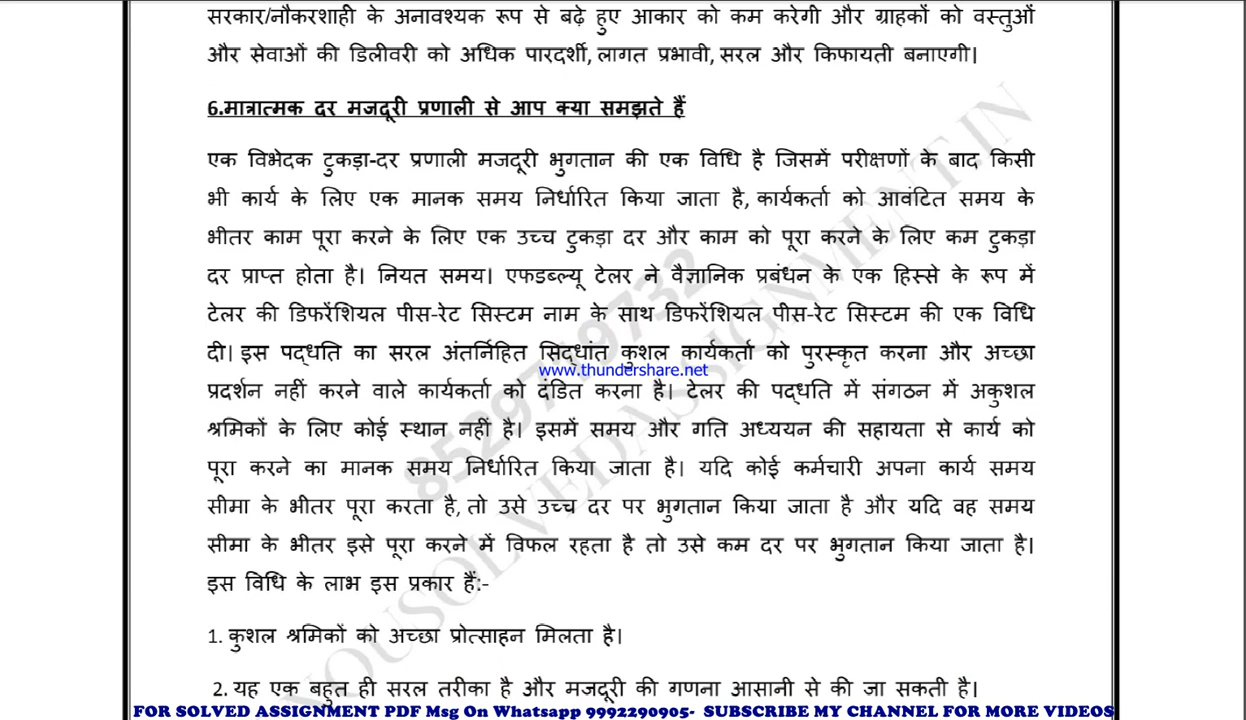 सरकार/नौकरशाही के अनावश्यक रूप से बढ़े हुए आकार को कम करेगी और ग्राहकों को वस्तुओं
और सेवाओं की डिलीवरी को अधिक पारदर्शी, लागत प्रभावी, सरल और किफायती बनाएगी।
6.मात्रात्मक दर मजदूरी प्रणाली से आप क्या समझते हैं
एक विभेदक टुकड़ा-दर प्रणाली मजदूरी भुगतान की एक विधि है जिसमें परीक्षणों के बाद किसी
भी कार्य के लिए एक मानक समय निर्धारित किया जाता है, कार्यकर्ता को आवंटित समय के
भीतर काम पूरा करने के लिए एक उच्च टुकड़ा दर और काम को पूरा करने के लिए कम टुकड़ा
दर प्राप्त होता है। नियत समय। एफडब्ल्यू टेलर ने वैज्ञानिक प्रबंधन के एक हिस्से के रूप में
टेलर की डिफरेंशियल पीस-रेट सिस्टम नाम के साथ डिफरेंशियल पीस-रेट सिस्टम की एक विधि
दी। इस पद्धति का सरल अंतर्निहित सिद्धांत कुशल कार्यकर्ता को पुरस्कृत करना और अच्छा
www.thundershare.net
प्रदर्शन नहीं करने वाले कार्यकर्ता को दंडित करना है। टेलर की पद्धति में संगठन में अकुशल
श्रमिकों के लिए कोई स्थान नहीं है। इसमें समय और गति अध्ययन की सहायता से कार्य को
पूरा करने का मानक समय निर्धारित किया जाता है। यदि कोई कर्मचारी अपना कार्य समय
सीमा के भीतर पूरा करता है, तो उसे उच्च दर पर भुगतान किया जाता है और यदि वह समय
सीमा के भीतर इसे पूरा करने में विफल रहता है तो उसे कम दर पर भुगतान किया जाता है।
इस विधि के लाभ इस प्रकार हैं:-
1. कुशल श्रमिकों को अच्छा प्रोत्साहन मिलता है।
2. यह एक बहुत ही सरल तरीका है और मजदूरी की गणना आसानी से की जा सकती है।
FOR SOLVED ASSIGNMENT PDF Msg On Whatsapp 9992290905- SUBSCRIBE MY CHANNEL FOR MORE VIDEOS